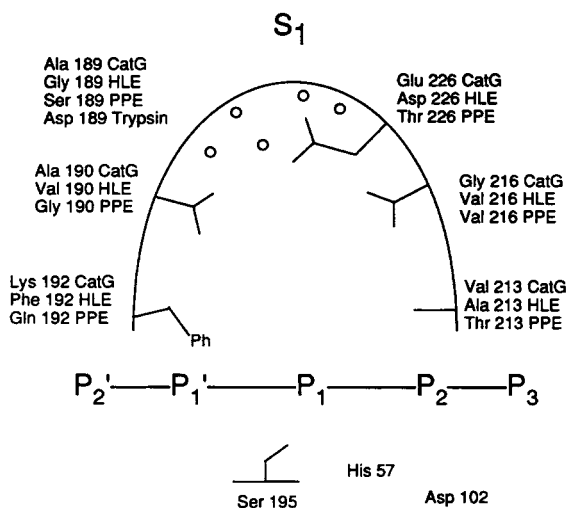 S1
Ala 189 CatG
Gly 189 HLE
Ser 189 PPE
Asp 189 Trypsin
Glu 226 CatG
Asp 226 HLE
Thr 226 PPE
Ala 190 CatG
Val 190 HLE
Gly 190 PPE
Gly 216 CatG
Val 216 HLE
Val 216 PPE
Lys 192 CatG
Phe 192 HLE
Gln 192 PPE
Val 213 CatG
Ala 213 HLE
Thr 213 PPE
Ph
P2' P1' P1 P2 P3
His 57
Ser 195
Asp 102